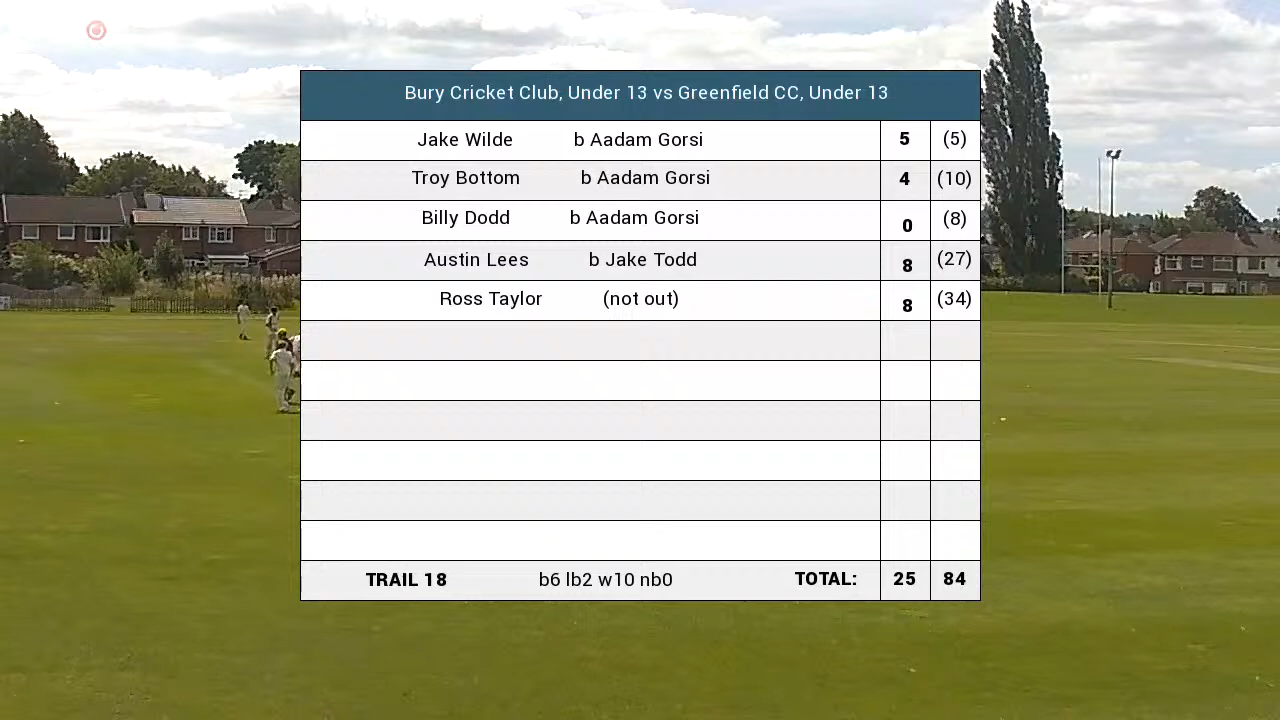 Bury Cricket Club, Under 13 vs Greenfield CC, Under 13
Jake Wilde b Aadam Gorsi 5 (5)
Troy Bottom b Aadam Gorsi 4 (10)
Billy Dodd b Aadam Gorsi 0 (8)
Austin Lees b Jake Todd 8 (27)
Ross Taylor (not out) 8 (34)
TRAIL 18 b6 lb2 w10 nb0 TOTAL: 25 84